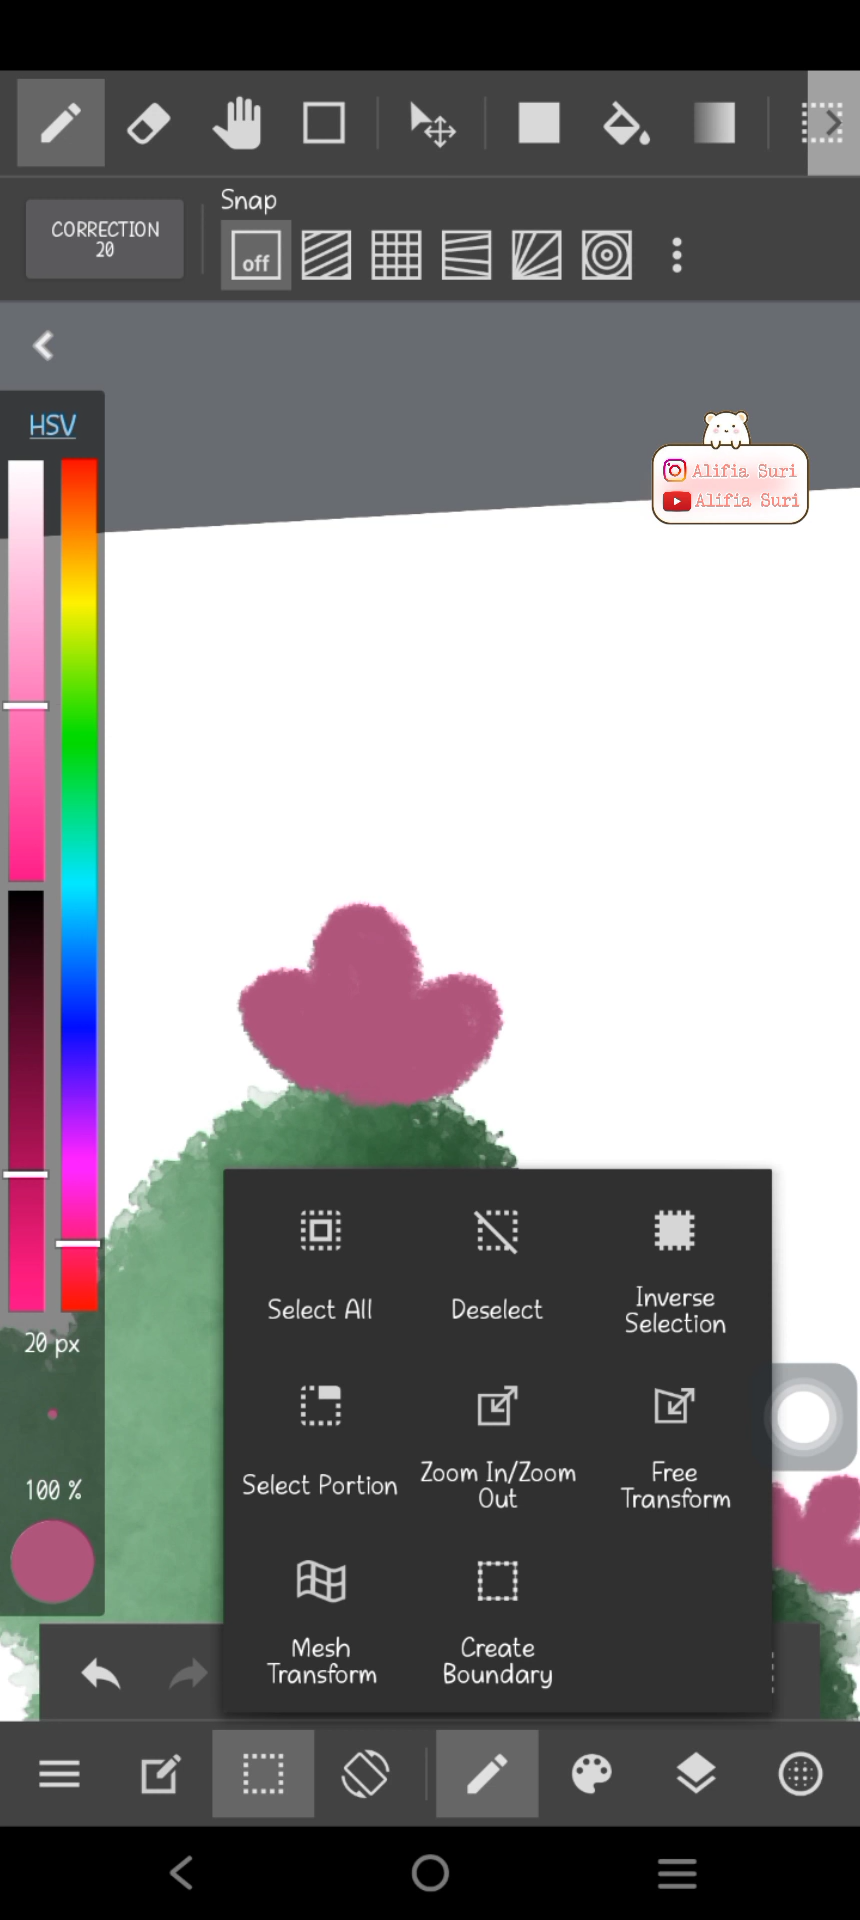 CORRECTION
20
Snap
off
HSV
Alifia Suri
Alifia Suri
20 px
100 %
Select All
Deselect
Inverse
Selection
Select Portion
Zoom In/Zoom
Out
Free
Transform
Mesh
Transform
Create
Boundary